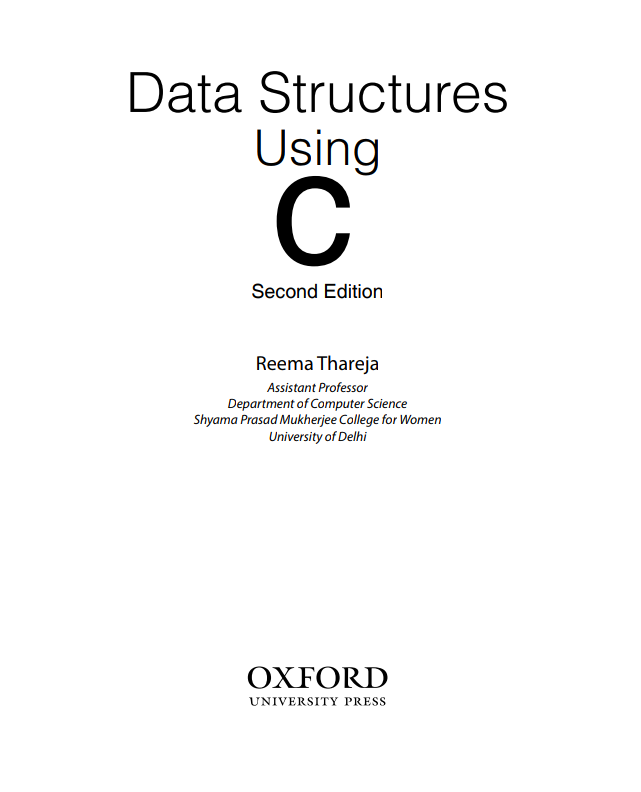 Data Structures
Using
C
Second Edition
Reema Thareja
Assistant Professor
Department of Computer Science
Shyama Prasad Mukherjee College for Women
University of Delhi
OXFORD
UNIVERSITY PRESS